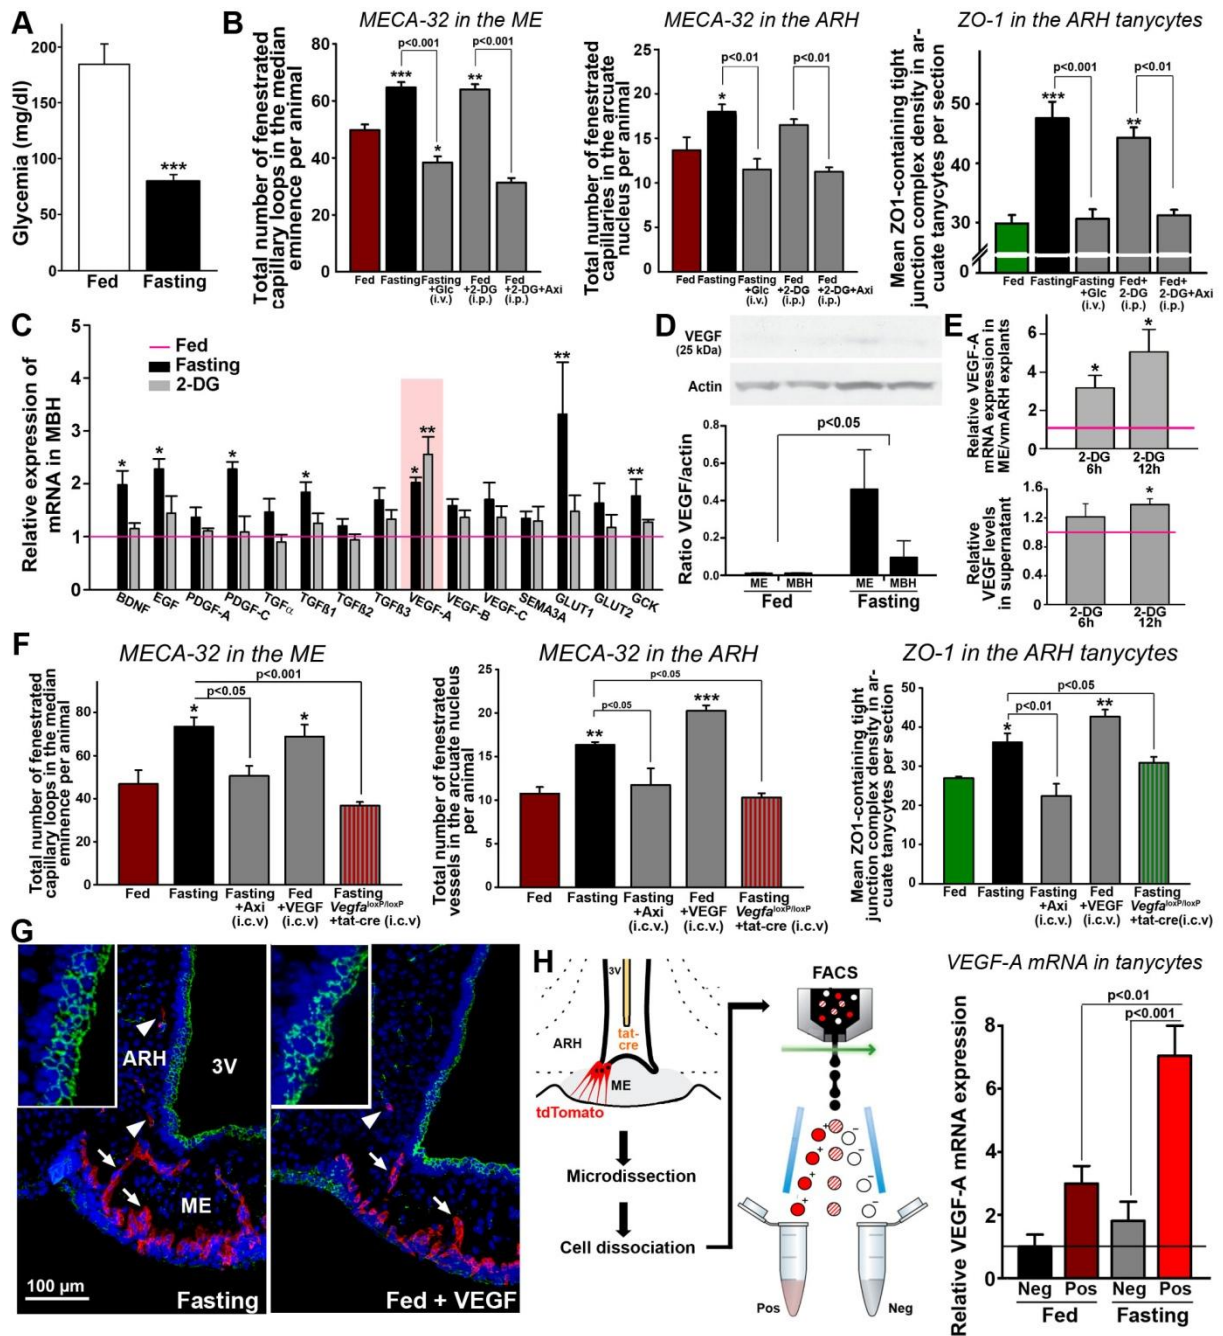 A
Glycemia (mg/dl)
200
150
100
50
0
***
Fed
Fasting
B
MECA-32 in the ME
Total number of fenestrated
capillary loops in the median
eminence per animal
80
60
40
20
0
p<0.001
p<0.001
***
*
**
Fed
Fasting
Fasting
+Glc
(i.v.)
Fed
+2-DG
(i.p.)
Fed
+2-DG+Axi
(i.p.)
MECA-32 in the ARH
Total number of fenestrated
capillaries in the arcuate
nucleus per animal
25
20
15
10
5
0
p<0.01
p<0.01
*
Fed
Fasting
Fasting
+Glc
(i.v.)
Fed
+2-DG
(i.p.)
Fed
+2-DG+Axi
(i.p.)
ZO-1 in the ARH tanycytes
Mean ZO1-containing tight
junction complex density in ar-
cuate tanycytes per section
50
40
30
0
p<0.001
p<0.01
***
**
Fed
Fasting
Fasting
+Glc
(i.v.)
Fed+
2-DG
(i.p.)
Fed+
2-DG+Axi
(i.p.)
C
Relative expression of
mRNA in MBH
5
4
3
2
1
0
Fed
Fasting
2-DG
*
*
*
*
*
**
**
**
BDNF
EGF
PDGF-A
PDGF-C
TGFα
TGFß1
TGFß2
TGFß3
VEGF-A
VEGF-B
VEGF-C
SEMA3A
GLUT1
GLUT2
GCK
D
VEGF
(25 kDa)
Actin
Ratio VEGF/actin
0.8
0.6
0.4
0.2
0.0
p<0.05
ME
MBH
ME
MBH
Fed
Fasting
E
Relative VEGF-A
mRNA expression in
ME/vmARH explants
6
4
2
0
*
*
2-DG
6h
2-DG
12h
Relative
VEGF levels
in supernatant
1.6
1.2
0.8
0.4
0
*
2-DG
6h
2-DG
12h
F
MECA-32 in the ME
Total number of fenestrated
capillary loops in the median
eminence per animal
80
60
40
20
0
p<0.001
p<0.05
*
*
Fed
Fasting
Fasting
+Axi
(i.c.v)
Fed
+VEGF
(i.c.v)
Fasting
Vegfa loxP/loxP
+tat-cre (i.c.v)
MECA-32 in the ARH
Total number of fenestrated
vessels in the arcuate nucleus
per animal
25
20
15
10
5
0
p<0.05
p<0.05
**
***
Fed
Fasting
Fasting
+Axi
(i.c.v.)
Fed
+VEGF
(i.c.v.)
Fasting
Vegfa loxP/loxP
+tat-cre (i.c.v)
ZO-1 in the ARH tanycytes
Mean ZO1-containing tight
junction complex density in ar-
cuate tanycytes per section
50
40
30
20
10
0
p<0.05
p<0.01
*
**
Fed
Fasting
Fasting
+Axi
(i.c.v.)
Fed
+VEGF
(i.c.v)
Fasting
Vegfa loxP/loxP
+tat-cre(i.c.v)
G
ARH
3V
ME
100 µm
Fasting
Fed + VEGF
H
3V
tat-
cre
ARH
ME
tdTomato
Microdissection
Cell dissociation
FACS
Pos
Neg
VEGF-A mRNA in tanycytes
Relative VEGF-A mRNA expression
8
6
4
2
0
p<0.01
p<0.001
Neg
Pos
Neg
Pos
Fed
Fasting